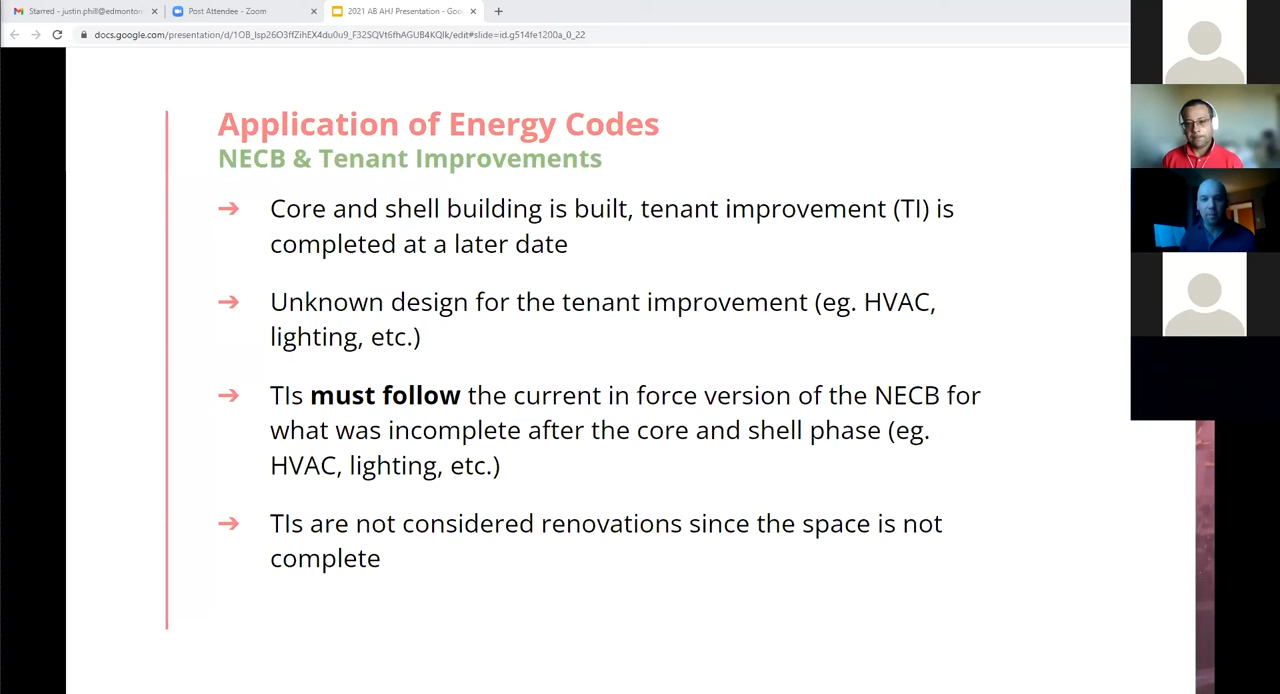 Starred - justin.phill@edmonton
Post Attendee - Zoom
2021 AB AHJ Presentation - Goo
docs.google.com/presentation/d/1OB_lsp26O3ffZihEX4du0u9_F32SQVt6fhAGUB4KQlk/edit#slide=id.g514fe1200a_0_22
Application of Energy Codes
NECB & Tenant Improvements
➔ Core and shell building is built, tenant improvement (TI) is
completed at a later date
➔ Unknown design for the tenant improvement (eg. HVAC,
lighting, etc.)
➔ TIs must follow the current in force version of the NECB for
what was incomplete after the core and shell phase (eg.
HVAC, lighting, etc.)
➔ TIs are not considered renovations since the space is not
complete